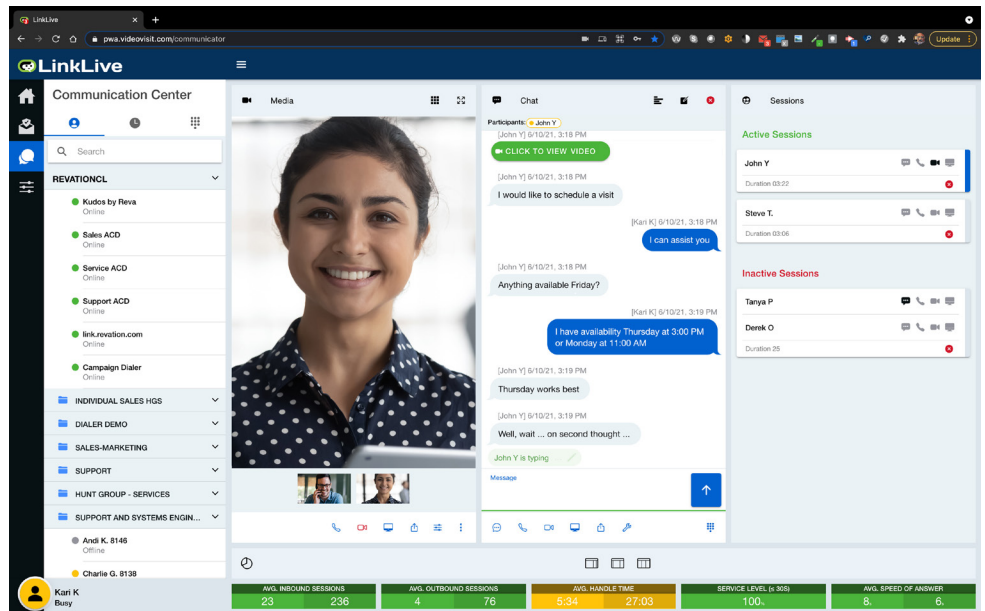 LinkLive
pwa.videovisit.com/communicator
Update
LinkLive
Communication Center
Search
REVATIONCL
Kudos by Reva
Online
Sales ACD
Online
Service ACD
Online
Support ACD
Online
link.revation.com
Online
Campaign Dialer
Online
INDIVIDUAL SALES HGS
DIALER DEMO
SALES-MARKETING
SUPPORT
HUNT GROUP - SERVICES
SUPPORT AND SYSTEMS ENGIN...
Andi K. 8146
Offline
Charlie G. 8138
Kari K
Busy
Media
Chat
Participants: John Y
[John Y] 6/10/21, 3:18 PM
CLICK TO VIEW VIDEO
[John Y] 6/10/21, 3:18 PM
I would like to schedule a visit
[Kari K] 6/10/21, 3:18 PM
I can assist you
[John Y] 6/10/21, 3:18 PM
Anything available Friday?
[Kari K] 6/10/21, 3:19 PM
I have availability Thursday at 3:00 PM
or Monday at 11:00 AM
[John Y] 6/10/21, 3:19 PM
Thursday works best
[John Y] 6/10/21, 3:19 PM
Well, wait ... on second thought ...
John Y is typing
Message
Sessions
Active Sessions
John Y
Duration 03:22
Steve T.
Duration 03:06
Inactive Sessions
Tanya P
Derek O
Duration 25
AVG. INBOUND SESSIONS
23 236
AVG. OUTBOUND SESSIONS
4 76
AVG. HANDLE TIME
5:34 27:03
SERVICE LEVEL (≤ 30S)
100
AVG. SPEED OF ANSWER
8 6